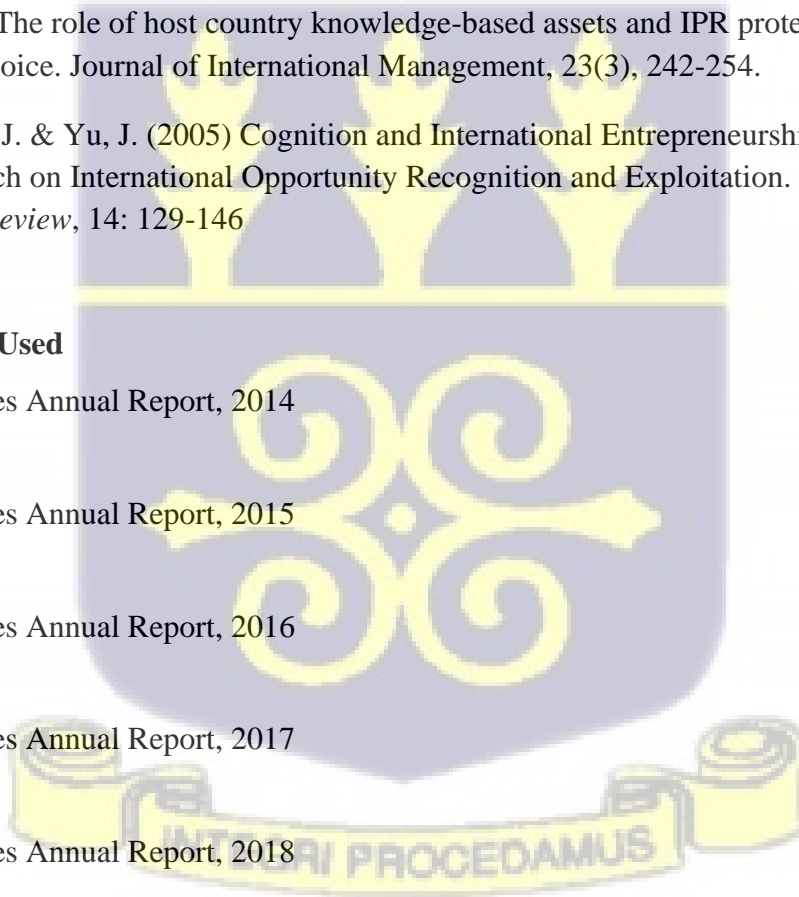 The role of host country knowledge-based assets and IPR prote
oice. Journal of International Management, 23(3), 242-254.
J. & Yu, J. (2005) Cognition and International Entrepreneurshi
ch on International Opportunity Recognition and Exploitation.
eview, 14: 129-146
Used
es Annual Report, 2014
es Annual Report, 2015
es Annual Report, 2016
es Annual Report, 2017
es Annual Report, 2018
INTEGRI PROCEDAMUS